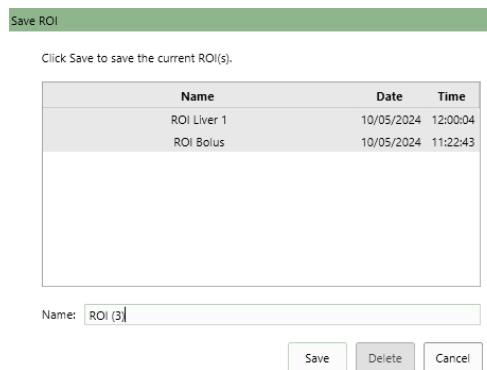 Save ROI
Click Save to save the current ROI(s).
Name Date Time
ROI Liver 1 10/05/2024 12:00:04
ROI Bolus 10/05/2024 11:22:43
Name: ROI (3)
Save Delete Cancel